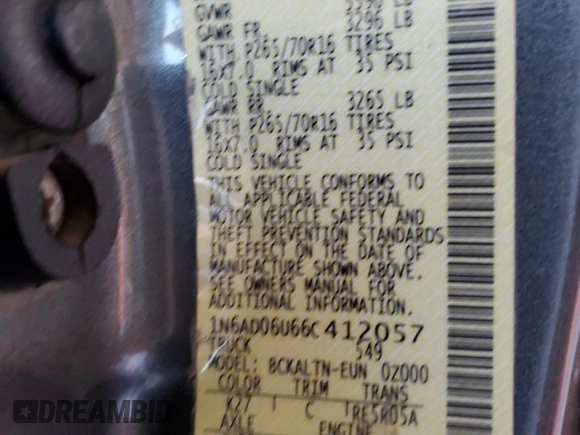 GVWR
GAWR FR 3296 LB
WITH P265/70R16 TIRES
16X7.0 RIMS AT 35 PSI
COLD SINGLE
GAWR RR 3265 LB
WITH P265/70R16 TIRES
16X7.0 RIMS AT 35 PSI
COLD SINGLE
THIS VEHICLE CONFORMS TO
ALL APPLICABLE FEDERAL
MOTOR VEHICLE SAFETY AND
THEFT PREVENTION STANDARDS
IN EFFECT ON THE DATE OF
MANUFACTURE SHOWN ABOVE.
SEE OWNERS MANUAL FOR
ADDITIONAL INFORMATION.
1N6AD06U66C412057
TRUCK 549
MODEL: BCKALTN-EUN 02000
COLOR TRIM TRANS
K27 C RE5R05A
AXLE ENGINE
DREAMBID